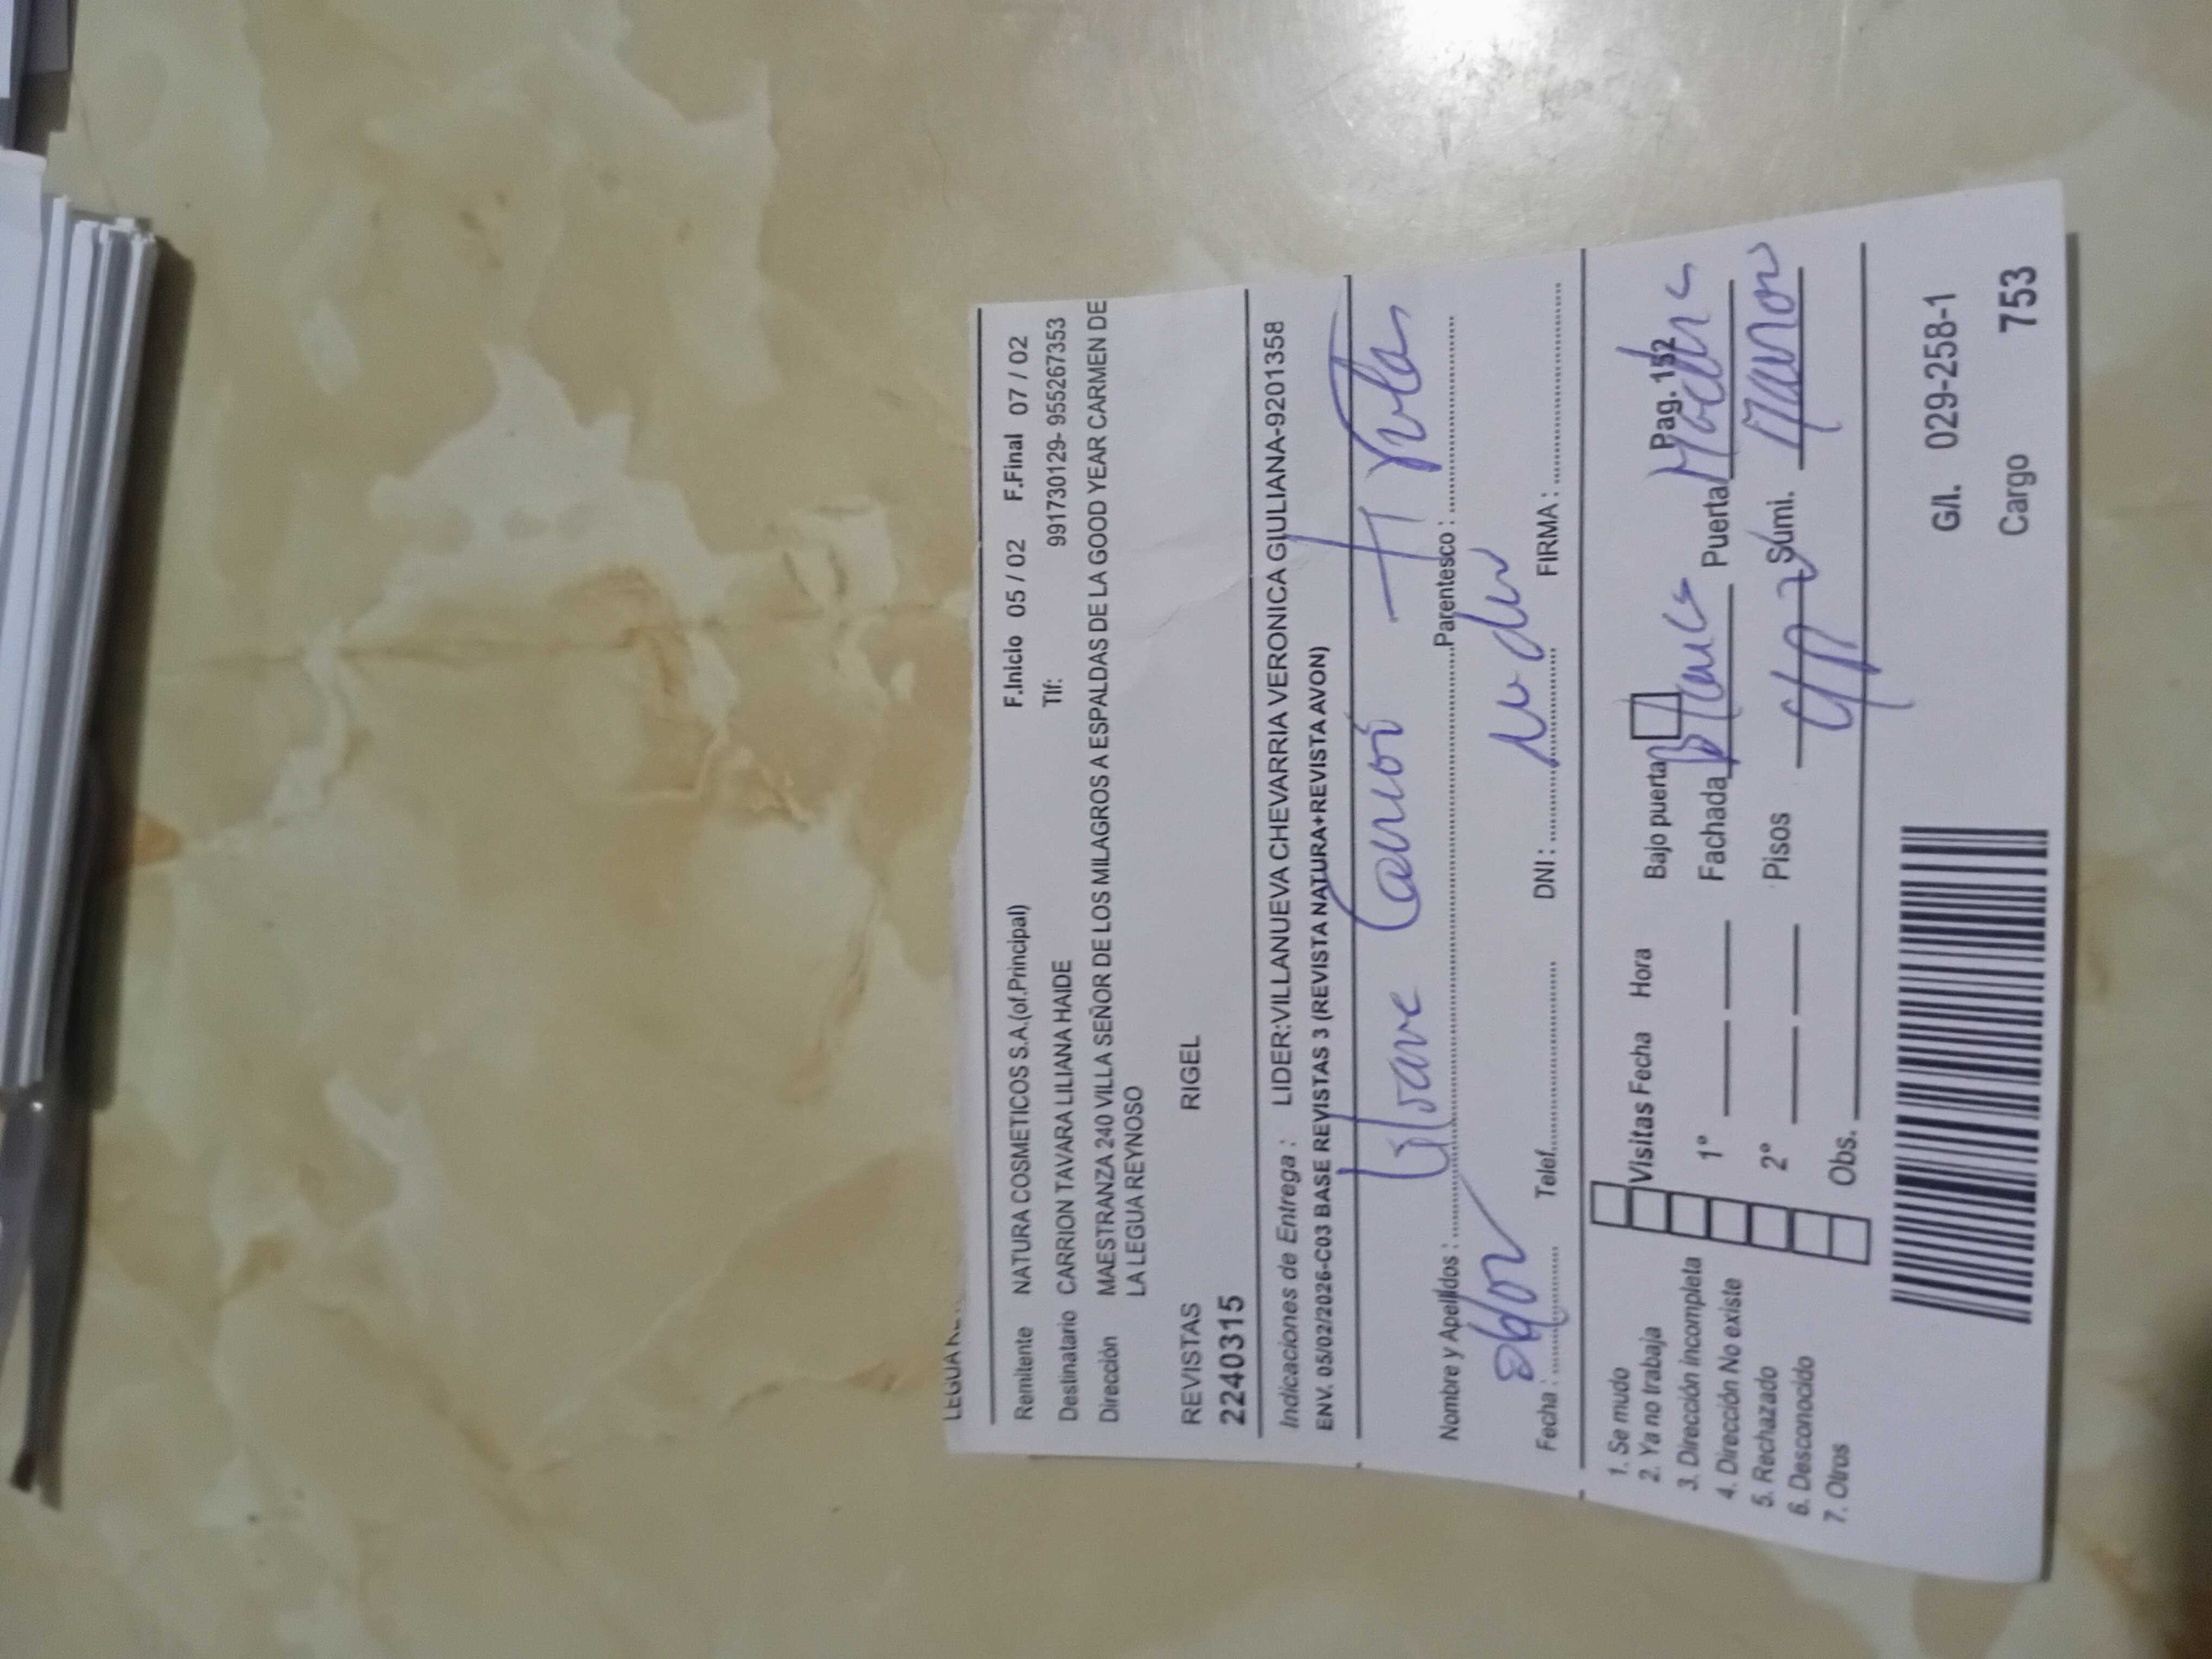 LEGUA
Remitente NATURA COSMETICOS S.A.(of.Principal) F.Inicio 05 / 02 F.Final 07 / 02
Destinatario CARRION TAVARA LILIANA HAIDE Tlf: 991730129- 955267353
Dirección MAESTRANZA 240 VILLA SEÑOR DE LOS MILAGROS A ESPALDAS DE LA GOOD YEAR CARMEN DE
LA LEGUA REYNOSO
REVISTAS RIGEL
2240315
Indicaciones de Entrega : LIDER:VILLANUEVA CHEVARRIA VERONICA GIULIANA-9201358
ENV. 05/02/2026-C03 BASE REVISTAS 3 (REVISTA NATURA+REVISTA AVON)
Nombre y Apellidos : Parentesco :
Fecha : Telef. DNI : FIRMA :
1. Se mudo
2. Ya no trabaja
3. Dirección incompleta
4. Dirección No existe
5. Rechazado
6. Desconocido
7. Otros
Visitas Fecha Hora Bajo puerta Pag. 152
1° Fachada Blanco Puerta Madera
2° Pisos Sumi.
Obs.
G/I. 029-258-1
Cargo 753